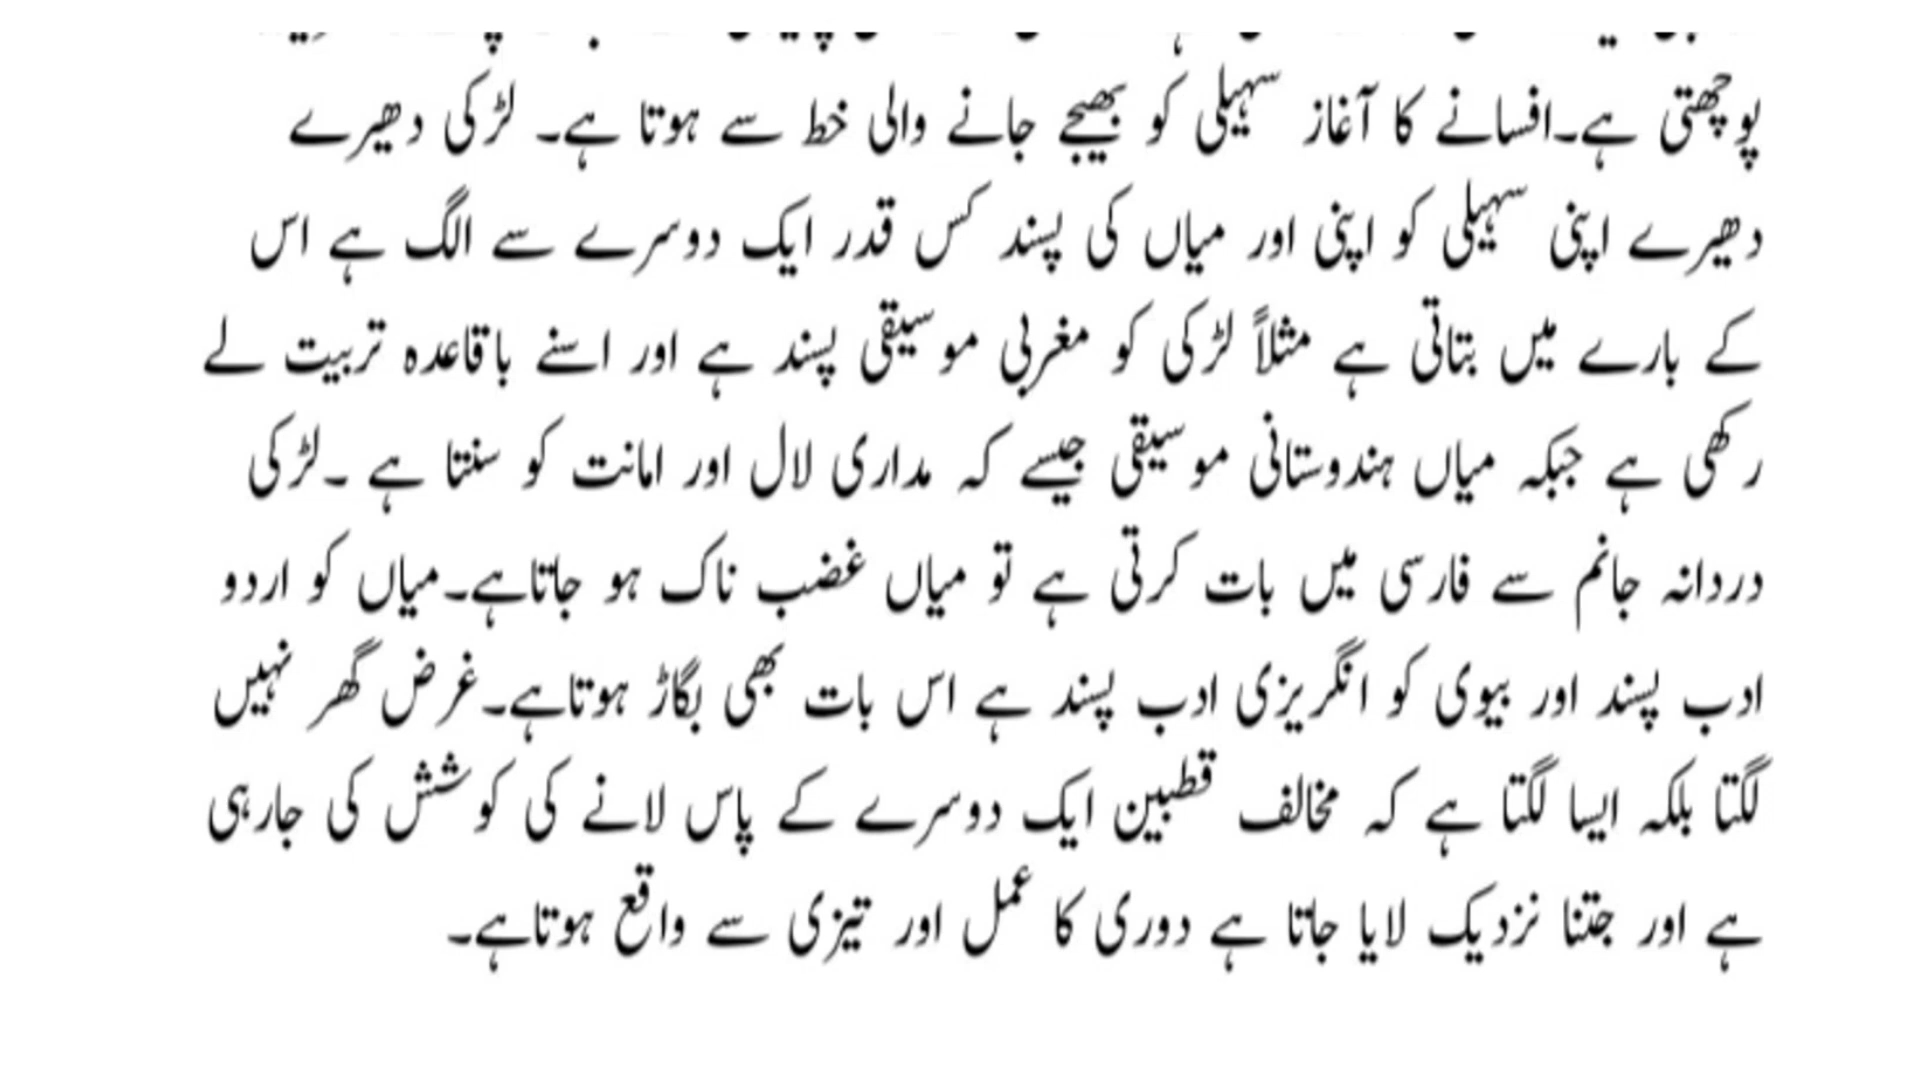 پوچھتی ہے۔افسانے کا آغاز سہیلی کو بھیجے جانے والی خط سے ہوتا ہے۔ لڑکی دھیرے
دھیرے اپنی سہیلی کو اپنی اور میاں کی پسند کس قدر ایک دوسرے سے الگ ہے اس
کے بارے میں بتاتی ہے مثلاً لڑکی کو مغربی موسیقی پسند ہے اور اسنے باقاعدہ تربیت لے
رکھی ہے جبکہ میاں ہندوستانی موسیقی جیسے کہ مداری لال اور امانت کو سنتا ہے ۔لڑکی
دردانہ جانم سے فارسی میں بات کرتی ہے تو میاں غضب ناک ہو جاتاہے۔میاں کو اردو
ادب پسند اور بیوی کو انگریزی ادب پسند ہے اس بات بھی بگاڑ ہوتاہے۔غرض گھر نہیں
لگتا بلکہ ایسا لگتا ہے کہ مخالف قطبین ایک دوسرے کے پاس لانے کی کوشش کی جارہی
ہے اور جتنا نزدیک لایا جاتا ہے دوری کا عمل اور تیزی سے واقع ہوتاہے۔